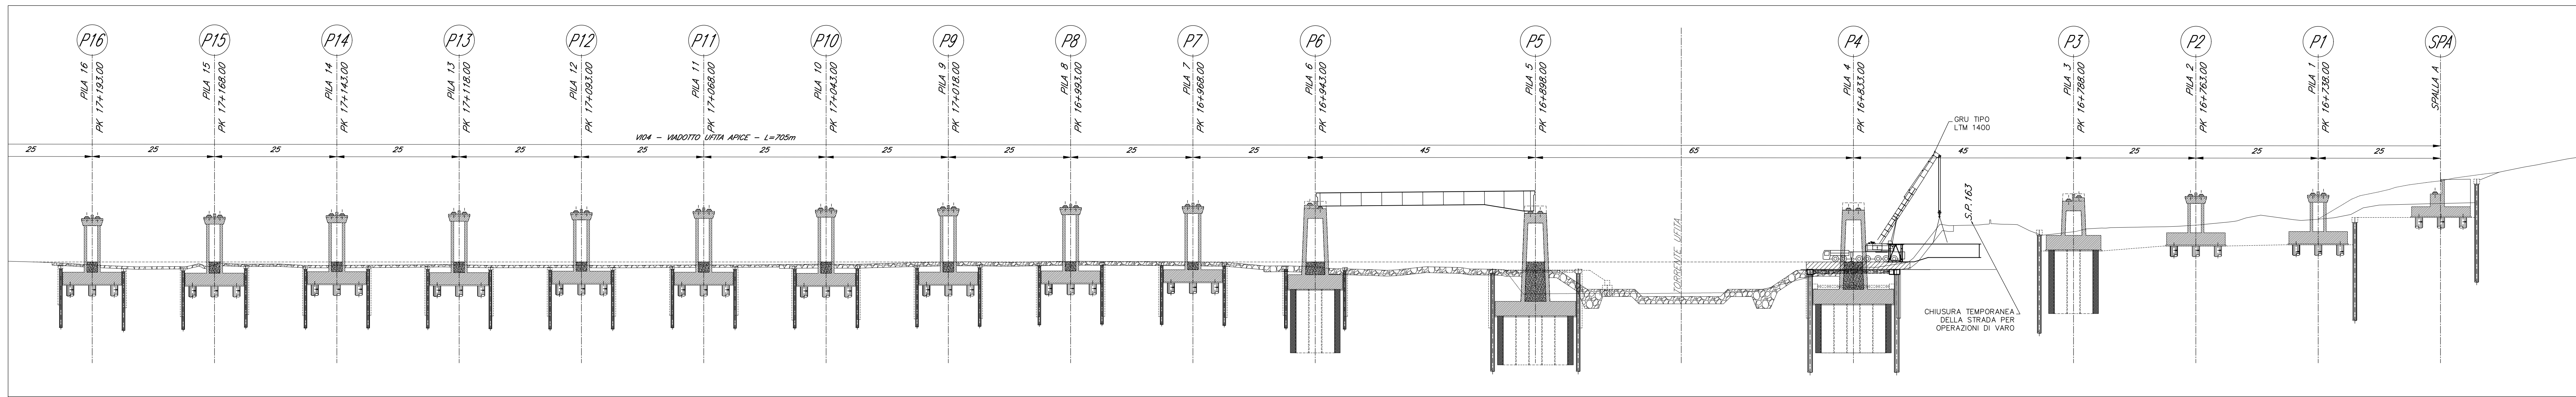 P16
P15
P14
P13
P12
P11
P10
P9
P8
P7
P6
P5
P4
P3
P2
P1
SPA
PILA 16
PK 17+193.00
PILA 15
PK 17+168.00
PILA 14
PK 17+143.00
PILA 13
PK 17+118.00
PILA 12
PK 17+093.00
PILA 11
PK 17+068.00
PILA 10
PK 17+043.00
PILA 9
PK 17+018.00
PILA 8
PK 16+993.00
PILA 7
PK 16+968.00
PILA 6
PK 16+943.00
PILA 5
PK 16+898.00
PILA 4
PK 16+833.00
PILA 3
PK 16+788.00
PILA 2
PK 16+763.00
PILA 1
PK 16+738.00
SPALLA A
VI04 - VIADOTTO UFITA APICE - L=705m
GRU TIPO
LTM 1400
25
25
25
25
25
25
25
25
25
25
25
45
65
45
25
25
25
S.P.163
TORRENTE UFITA
CHIUSURA TEMPORANEA
DELLA STRADA PER
OPERAZIONI DI VARO